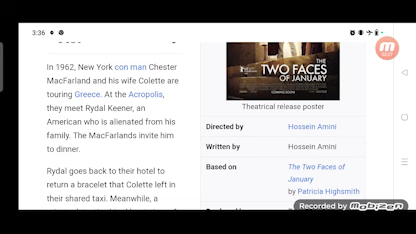 3:36
In 1962, New York con man Chester
MacFarland and his wife Colette are
touring Greece. At the Acropolis,
they meet Rydal Keener, an
American who is alienated from his
family. The MacFarlands invite him
to dinner.
Rydal goes back to their hotel to
return a bracelet that Colette left in
their shared taxi. Meanwhile, a
THE
TWO FACES
OF JANUARY
COMING SOON
Theatrical release poster
Directed by Hossein Amini
Written by Hossein Amini
Based on The Two Faces of
January
by Patricia Highsmith
Recorded by Mobizen